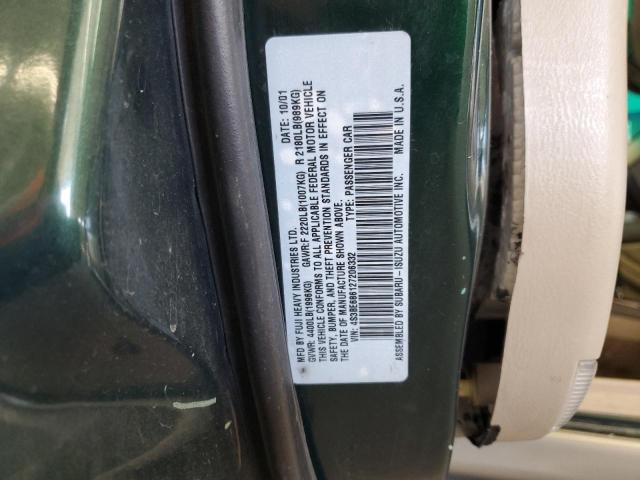 MFD BY FUJI HEAVY INDUSTRIES LTD. DATE: 10/01
GVWR: 4400LB(1996KG) GAWR:F 2220LB(1007KG) R 2180LB(989KG)
THIS VEHICLE CONFORMS TO ALL APPLICABLE FEDERAL MOTOR VEHICLE
SAFETY, BUMPER, AND THEFT PREVENTION STANDARDS IN EFFECT ON
THE DATE OF MANUFACTURE SHOWN ABOVE.
VIN: 4S3BE686127206332 TYPE: PASSENGER CAR
ASSEMBLED BY SUBARU-ISUZU AUTOMOTIVE INC. MADE IN U.S.A.